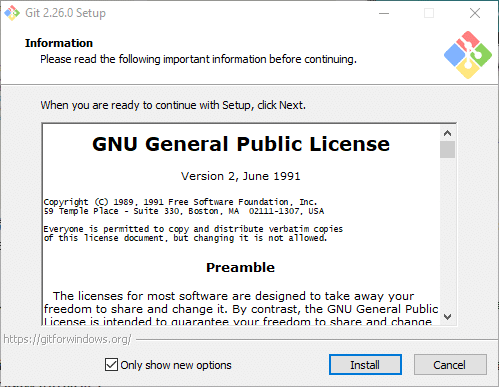 Git 2.26.0 Setup
Information
Please read the following important information before continuing.
When you are ready to continue with Setup, click Next.
GNU General Public License
Version 2, June 1991
Copyright (C) 1989, 1991 Free Software Foundation, Inc.
59 Temple Place - Suite 330, Boston, MA  02111-1307, USA
Everyone is permitted to copy and distribute verbatim copies
of this license document, but changing it is not allowed.
Preamble
The licenses for most software are designed to take away your
freedom to share and change it. By contrast, the GNU General Public
License is intended to guarantee your freedom to share and change
https://gitforwindows.org/
Only show new options
Install
Cancel